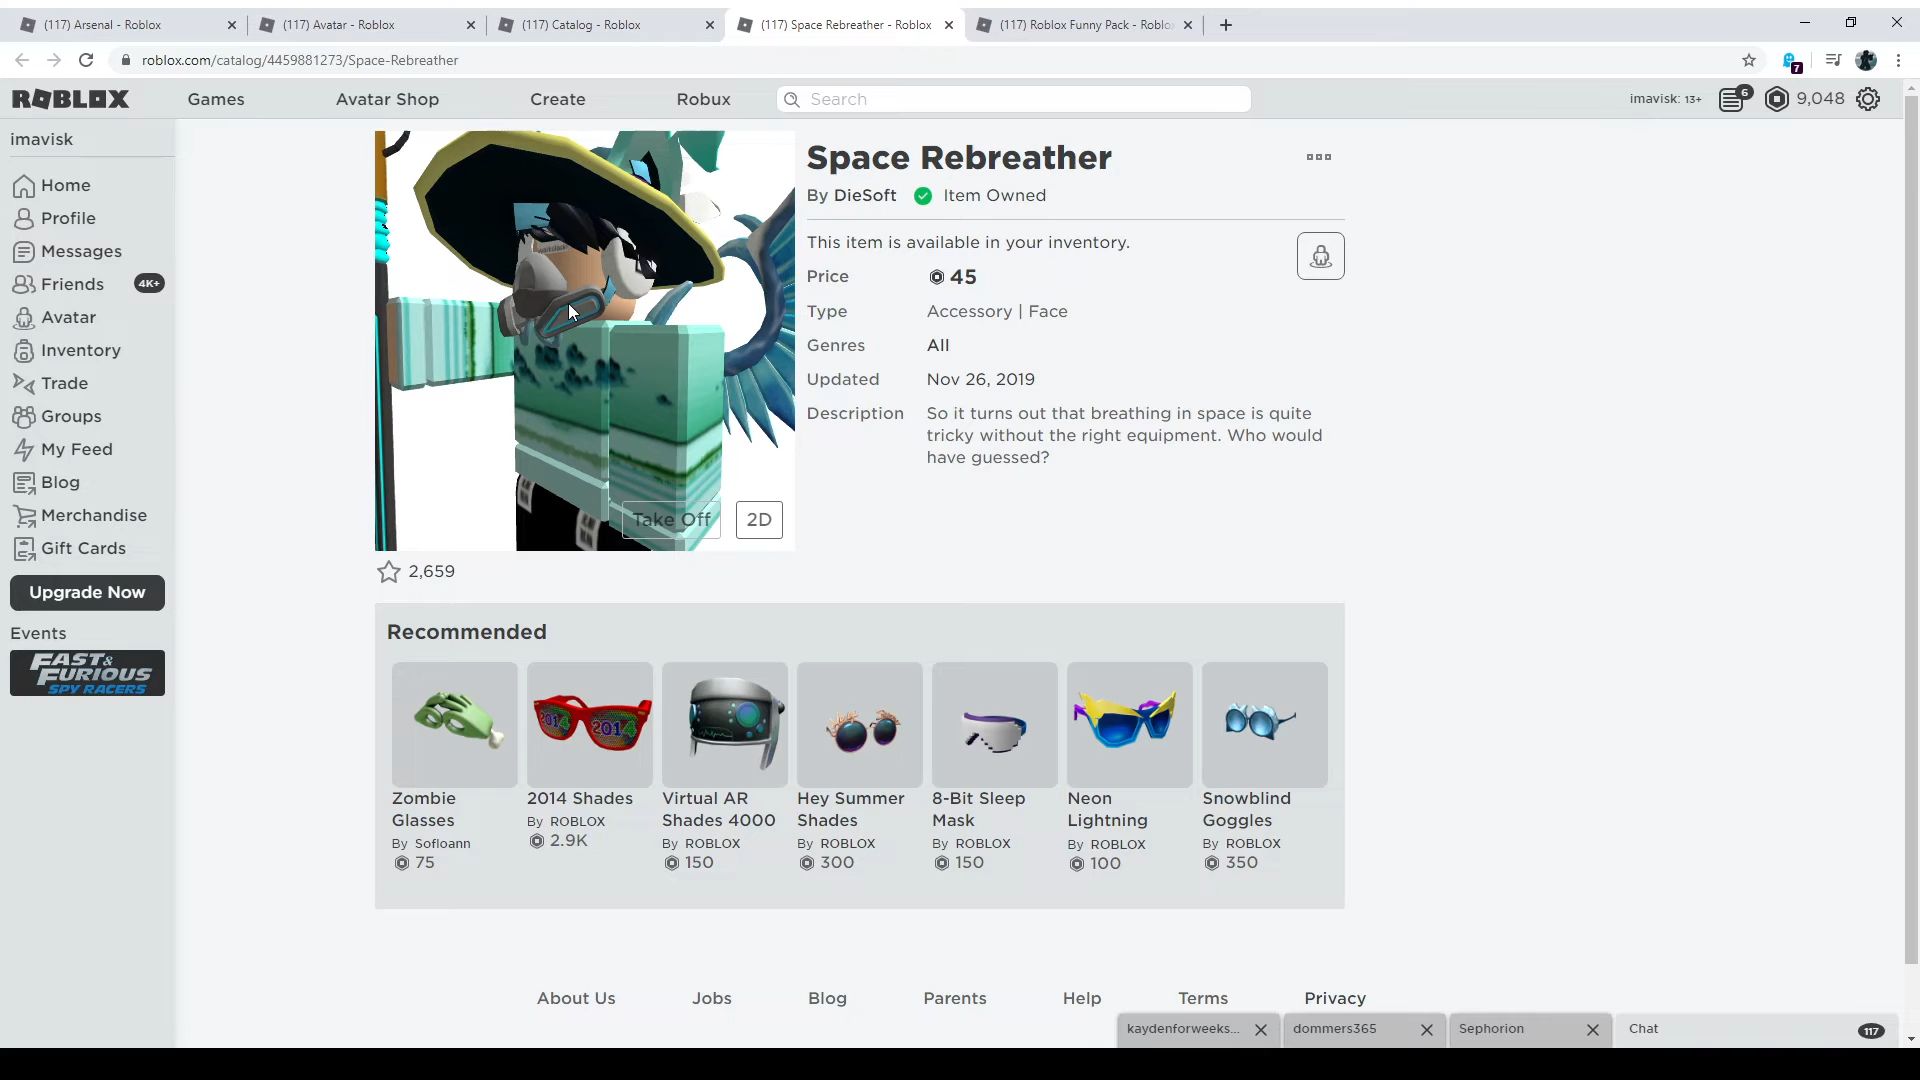 (117) Arsenal - Roblox
(117) Avatar - Roblox
(117) Catalog - Roblox
(117) Space Rebreather - Roblox
(117) Roblox Funny Pack - Roblo
roblox.com/catalog/4459881273/Space-Rebreather
7
ROBLOX
Games
Avatar Shop
Create
Robux
Search
imavisk: 13+
6
9,048
imavisk
Home
Profile
Messages
Friends
4K+
Avatar
Inventory
Trade
Groups
My Feed
Blog
Merchandise
Gift Cards
Upgrade Now
Events
FAST &
FURIOUS
SPY RACERS
Take Off
2D
2,659
Space Rebreather
By DieSoft
Item Owned
This item is available in your inventory.
Price
45
Type
Accessory | Face
Genres
All
Updated
Nov 26, 2019
Description
So it turns out that breathing in space is quite
tricky without the right equipment. Who would
have guessed?
Recommended
2014
2014
Zombie
Glasses
By Sofloann
75
2014 Shades
By ROBLOX
2.9K
Virtual AR
Shades 4000
By ROBLOX
150
Hey Summer
Shades
By ROBLOX
300
8-Bit Sleep
Mask
By ROBLOX
150
Neon
Lightning
By ROBLOX
100
Snowblind
Goggles
By ROBLOX
350
About Us
Jobs
Blog
Parents
Help
Terms
Privacy
kaydenforweeks...
dommers365
Sephorion
Chat
117